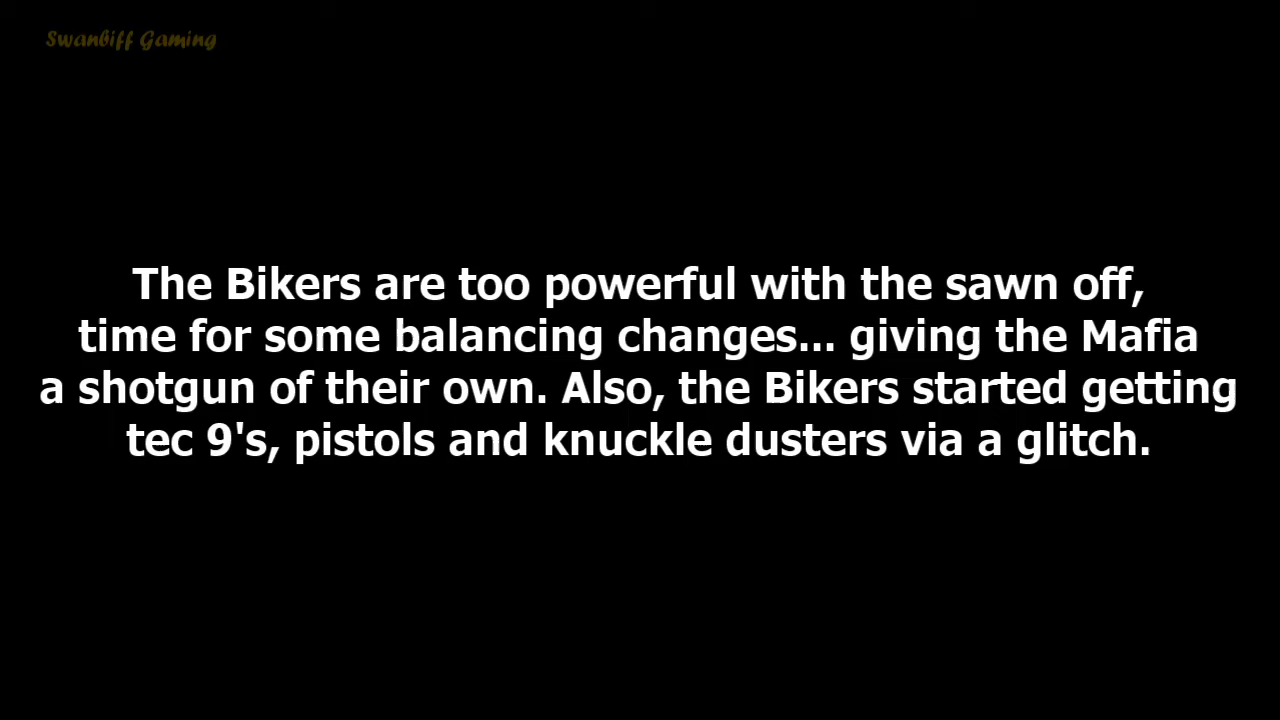 Swanbiff Gaming
The Bikers are too powerful with the sawn off,
time for some balancing changes... giving the Mafia
a shotgun of their own. Also, the Bikers started getting
tec 9's, pistols and knuckle dusters via a glitch.